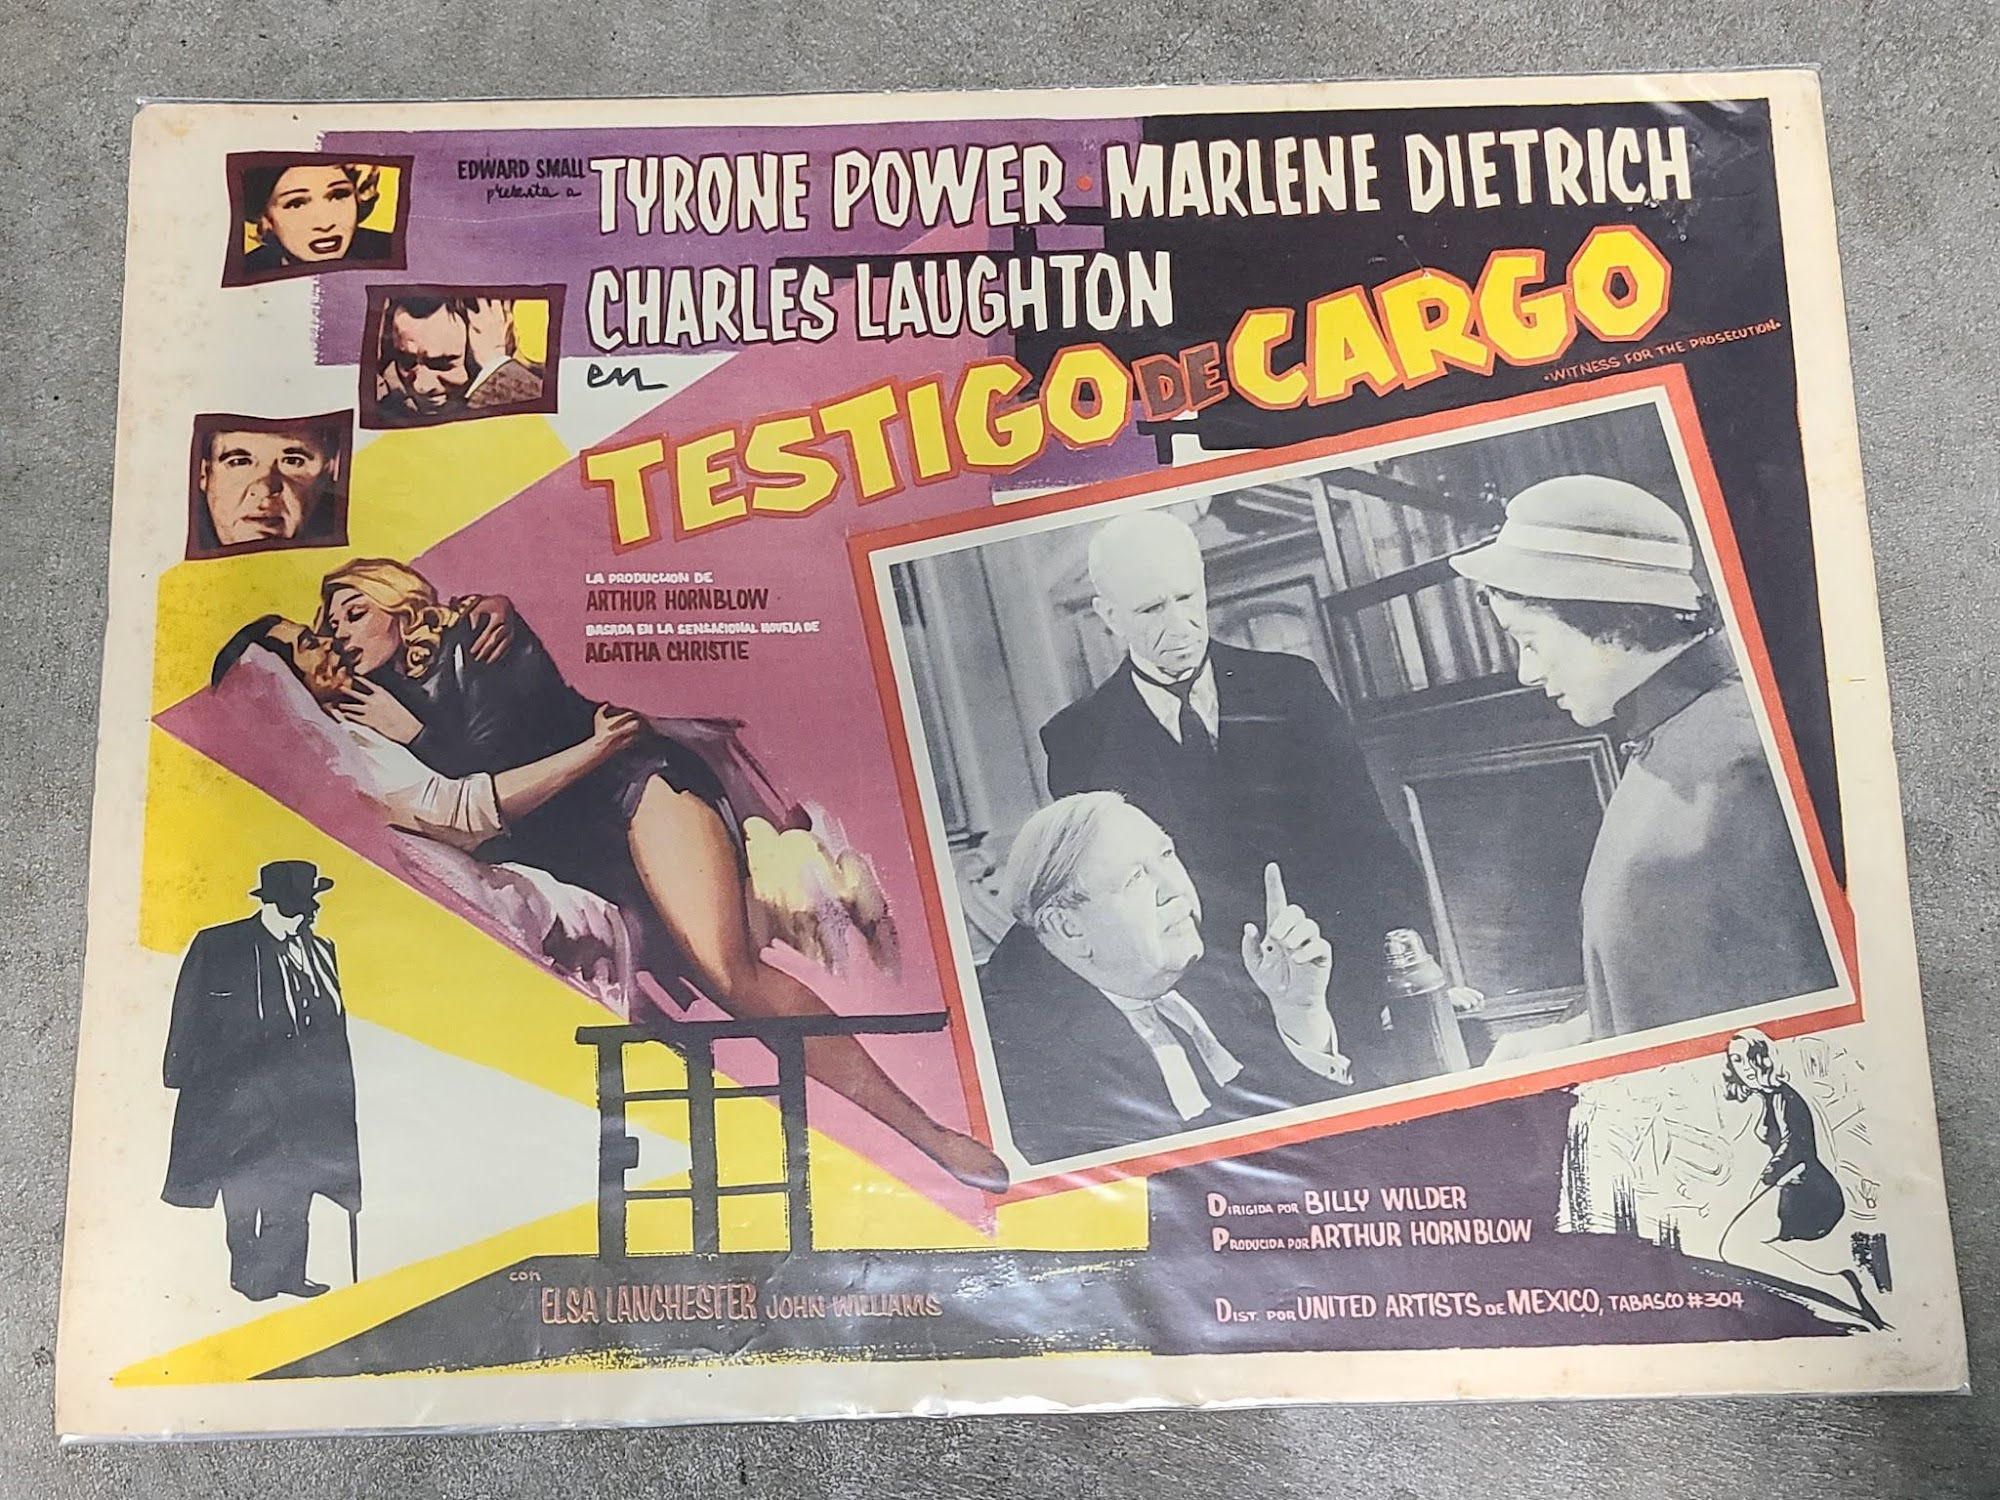 EDWARD SMALL
presenta a
TYRONE POWER · MARLENE DIETRICH
CHARLES LAUGHTON
en
TESTIGO DE CARGO
·WITNESS FOR THE PROSECUTION·
LA PRODUCCION DE
ARTHUR HORNBLOW
BASADA EN LA SENSACIONAL NOVELA DE
AGATHA CHRISTIE
con
ELSA LANCHESTER JOHN WILLIAMS
DIRIGIDA POR BILLY WILDER
PRODUCIDA POR ARTHUR HORNBLOW
DIST. POR UNITED ARTISTS DE MEXICO, TABASCO #304